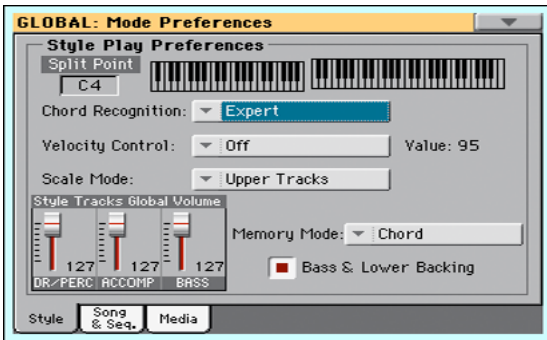 GLOBAL: Mode Preferences
Style Play Preferences
Split Point
C4
Chord Recognition: Expert
Velocity Control: Off Value: 95
Scale Mode: Upper Tracks
Style Tracks Global Volume
Memory Mode: Chord
127 127 127
Bass & Lower Backing
DR/PERC ACCOMP BASS
Style Song & Seq. Media